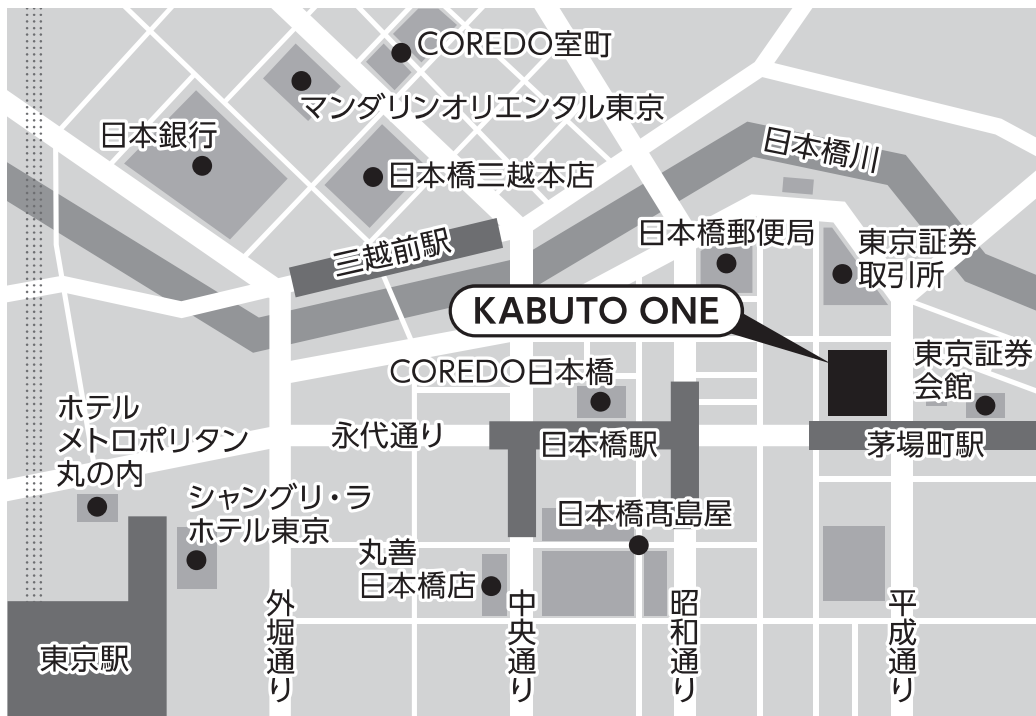 COREDO室町
マンダリンオリエンタル東京
日本銀行
日本橋三越本店
日本橋川
三越前駅
日本橋郵便局
東京証券
取引所
KABUTO ONE
COREDO日本橋
東京証券
会館
ホテル
メトロポリタン
丸の内
永代通り
日本橋駅
茅場町駅
シャングリ・ラ
ホテル東京
日本橋髙島屋
丸善
日本橋店
外堀通り
中央通り
昭和通り
平成通り
東京駅